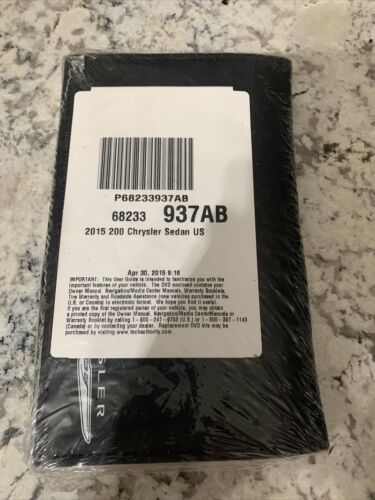 P68233937AB
68233 937AB
2015 200 Chrysler Sedan US
Apr 30, 2015 9:16
IMPORTANT: This User Guide is intended to familiarize you with the
important features of your vehicle. The DVD enclosed contains your
Owner Manual, Navigation/Media Center Manuals, Warranty Booklets,
Tire Warranty and Roadside Assistance (new vehicles purchased in the
U.S. or Canada) in electronic format. We hope you find it useful.
If you are the first registered owner of your vehicle, you may obtain
a printed copy of the Owner Manual, Navigation/Media Center Manuals or
Warranty Booklet by calling 1-800-247-9753 (U.S.) or 1-800-387-1143
(Canada) or by contacting your dealer. Replacement DVD kits may be
purchased by visiting www.techauthority.com
SLER